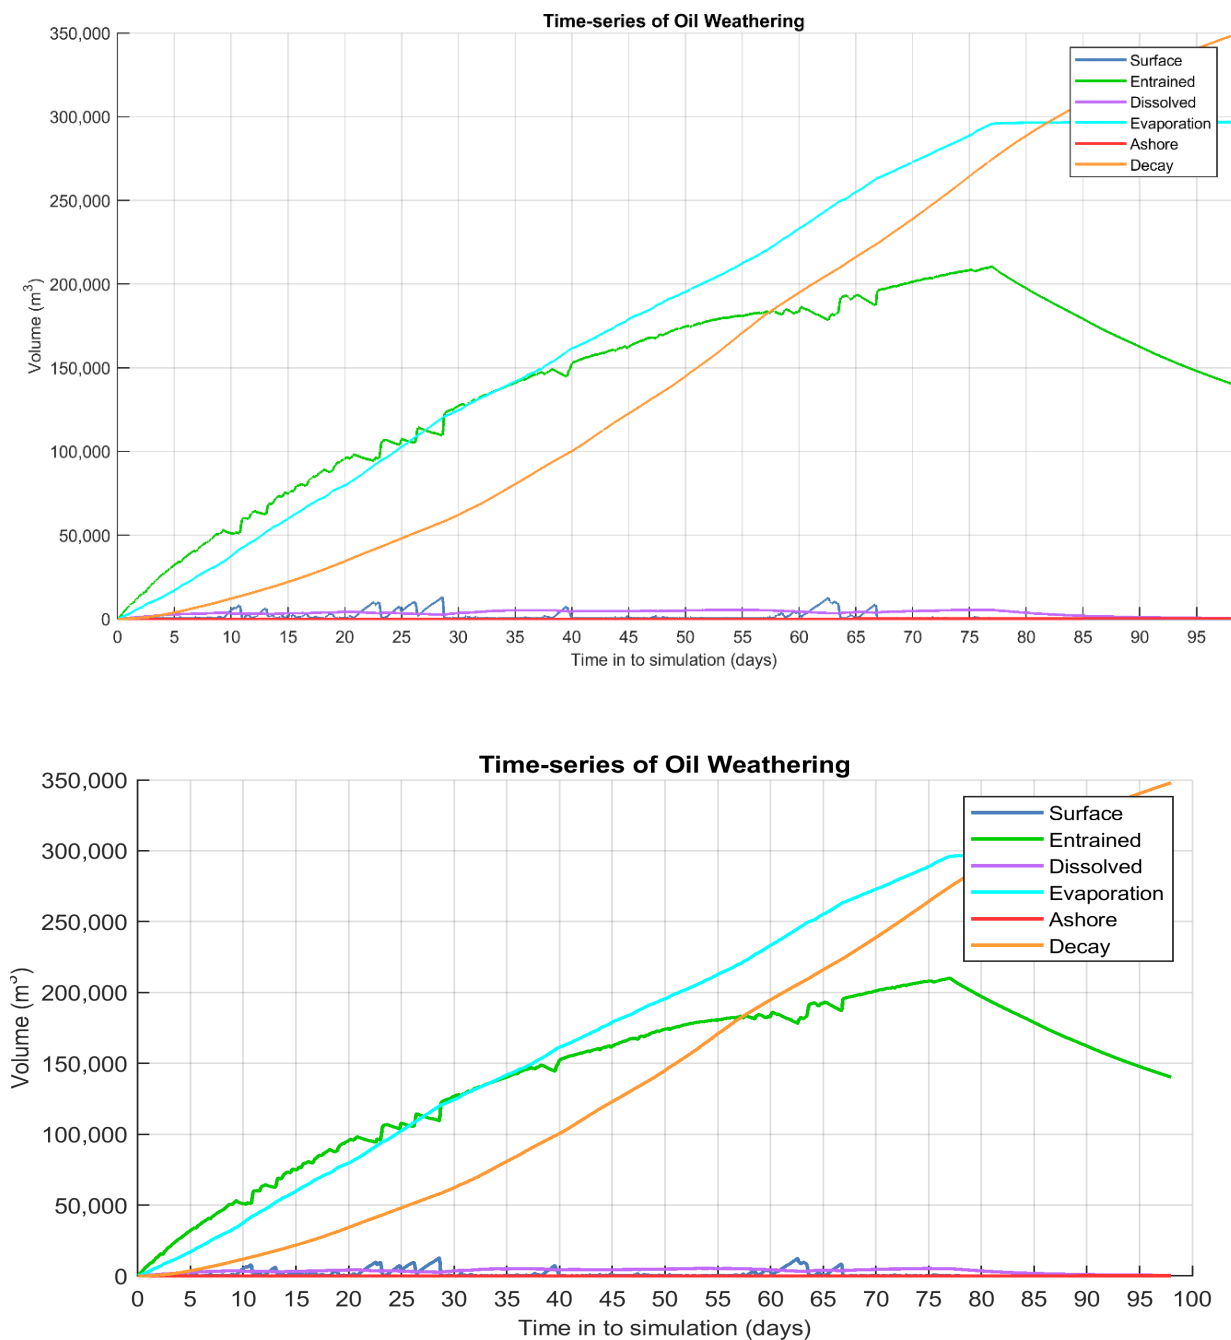 Time-series of Oil Weathering
350,000
300,000
250,000
200,000
150,000
100,000
50,000
0
Volume (m³)
Surface
Entrained
Dissolved
Evaporation
Ashore
Decay
0 5 10 15 20 25 30 35 40 45 50 55 60 65 70 75 80 85 90 95
Time in to simulation (days)
Time-series of Oil Weathering
350,000
300,000
250,000
200,000
150,000
100,000
50,000
0
Volume (m³)
Surface
Entrained
Dissolved
Evaporation
Ashore
Decay
0 5 10 15 20 25 30 35 40 45 50 55 60 65 70 75 80 85 90 95 100
Time in to simulation (days)